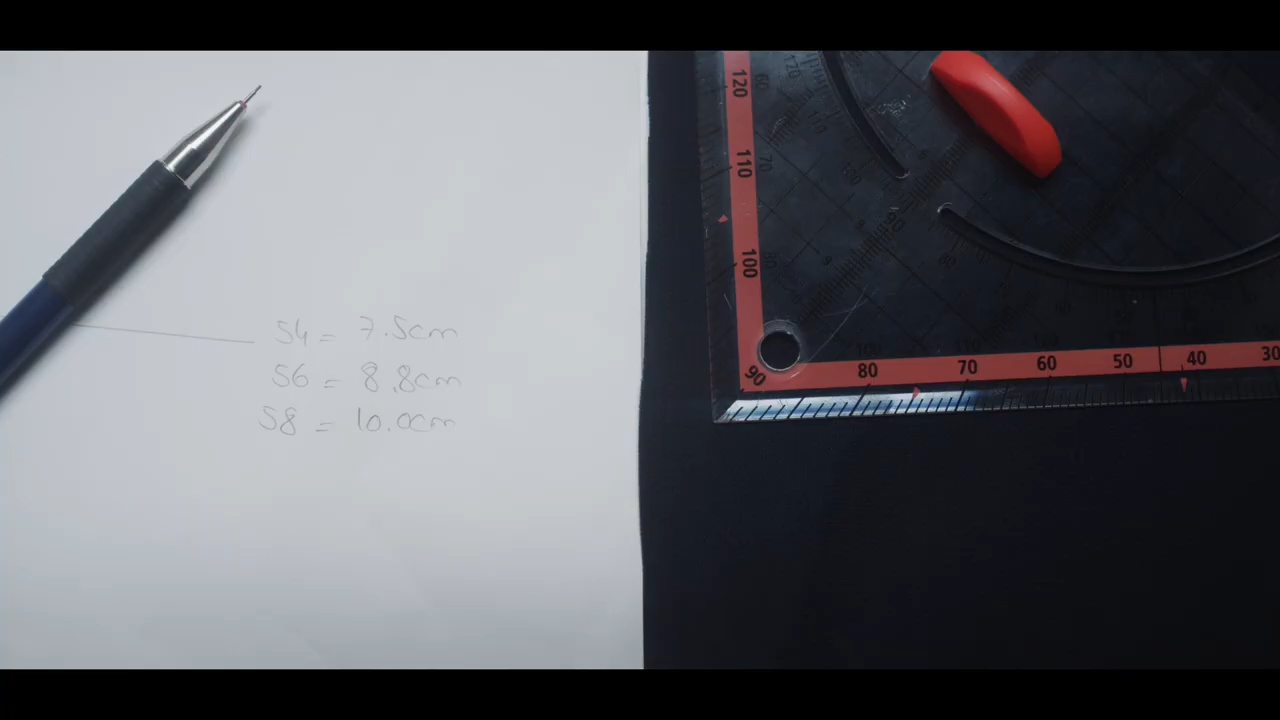 S4 = 7.5cm
S6 = 8.8cm
S8 = 10.0cm
120
110
100
90
80 70 60 50 40 30